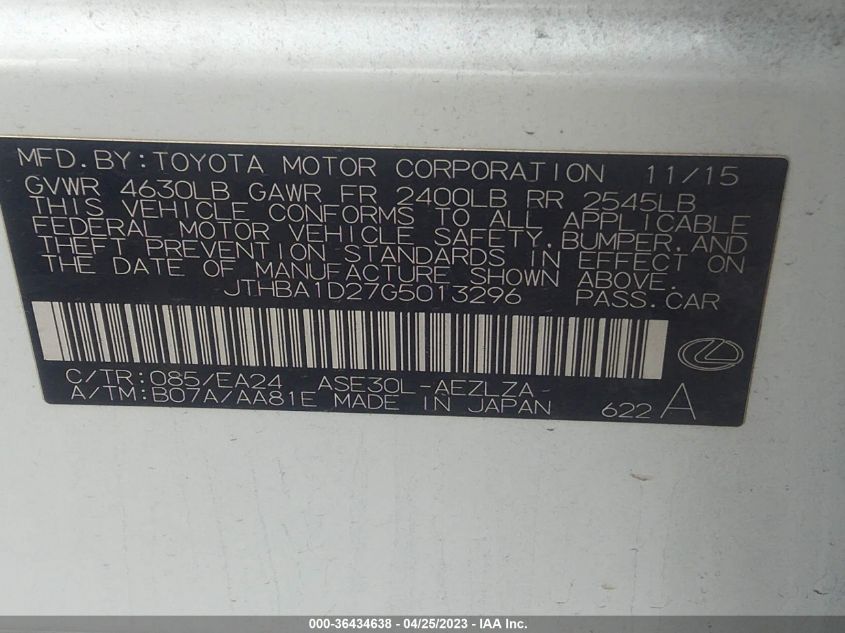 MFD.BY:TOYOTA MOTOR CORPORATION 11/15
GVWR 4630LB GAWR FR 2400LB RR 2545LB
THIS VEHICLE CONFORMS TO ALL APPLICABLE
FEDERAL MOTOR VEHICLE SAFETY,BUMPER,AND
THEFT PREVENTION STANDARDS IN EFFECT ON
THE DATE OF MANUFACTURE SHOWN ABOVE.
JTHBA1D27G5013296 PASS.CAR
C/TR:085/EA24 ASE30L-AEZLZA
A/TM:B07A/AA81E MADE IN JAPAN 622 A
000-36434638 - 04/25/2023 - IAA Inc.